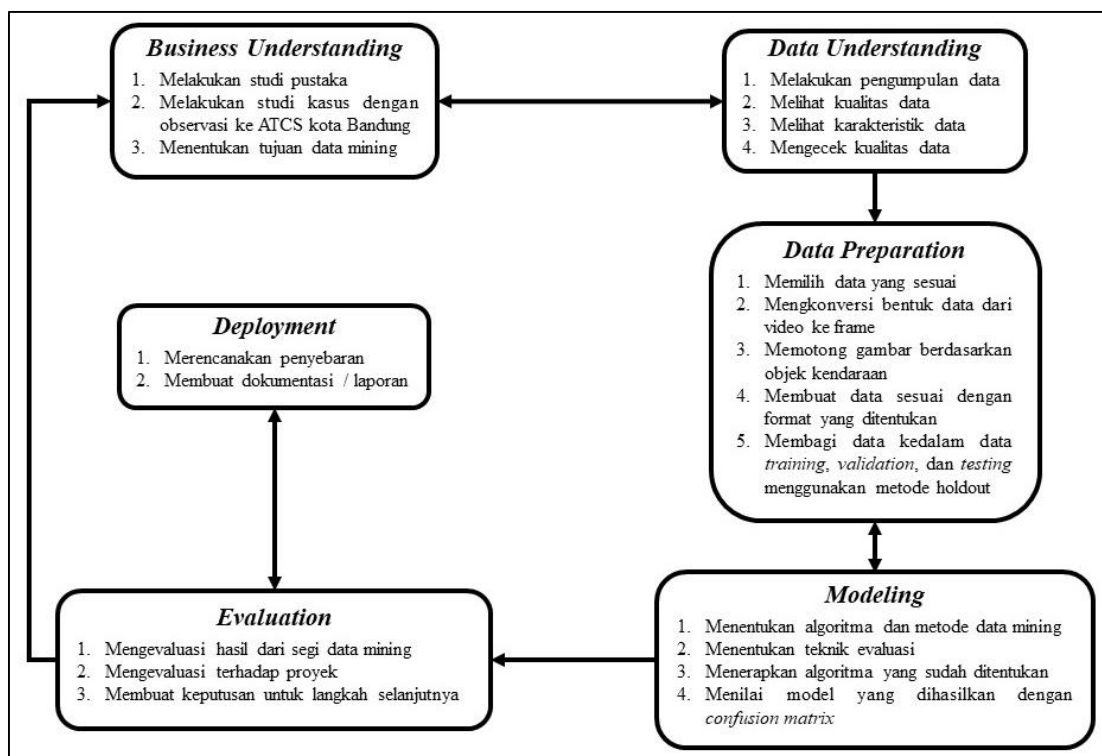 Business Understanding
1. Melakukan studi pustaka
2. Melakukan studi kasus dengan
observasi ke ATCS kota Bandung
3. Menentukan tujuan data mining
Data Understanding
1. Melakukan pengumpulan data
2. Melihat kualitas data
3. Melihat karakteristik data
4. Mengecek kualitas data
Data Preparation
1. Memilih data yang sesuai
2. Mengkonversi bentuk data dari
video ke frame
3. Memotong gambar berdasarkan
objek kendaraan
4. Membuat data sesuai dengan
format yang ditentukan
5. Membagi data kedalam data
training, validation, dan testing
menggunakan metode holdout
Modeling
1. Menentukan algoritma dan metode data mining
2. Menentukan teknik evaluasi
3. Menerapkan algoritma yang sudah ditentukan
4. Menilai model yang dihasilkan dengan
confusion matrix
Evaluation
1. Mengevaluasi hasil dari segi data mining
2. Mengevaluasi terhadap proyek
3. Membuat keputusan untuk langkah selanjutnya
Deployment
1. Merencanakan penyebaran
2. Membuat dokumentasi / laporan